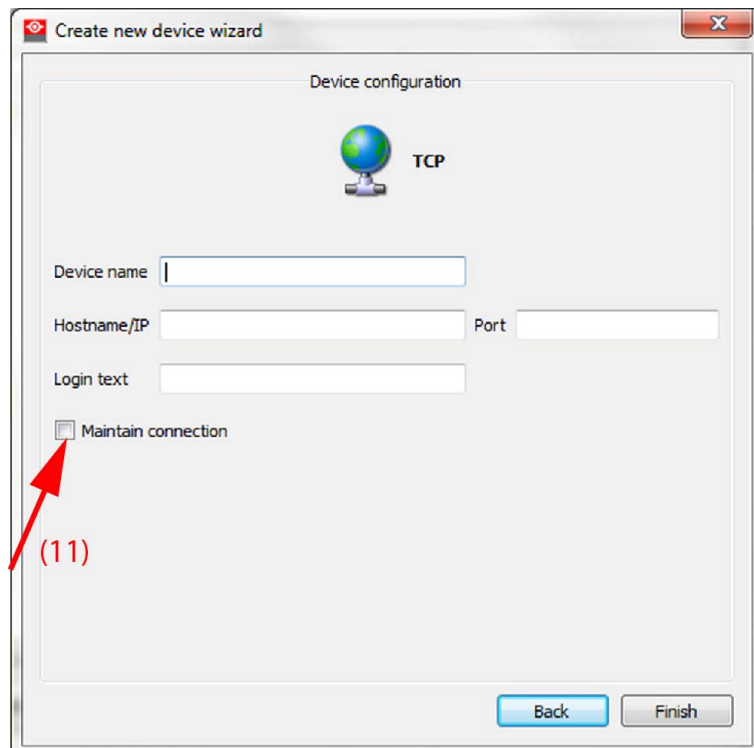 Create new device wizard
Device configuration
TCP
Device name
Hostname/IP Port
Login text
Maintain connection
(11)
Back Finish